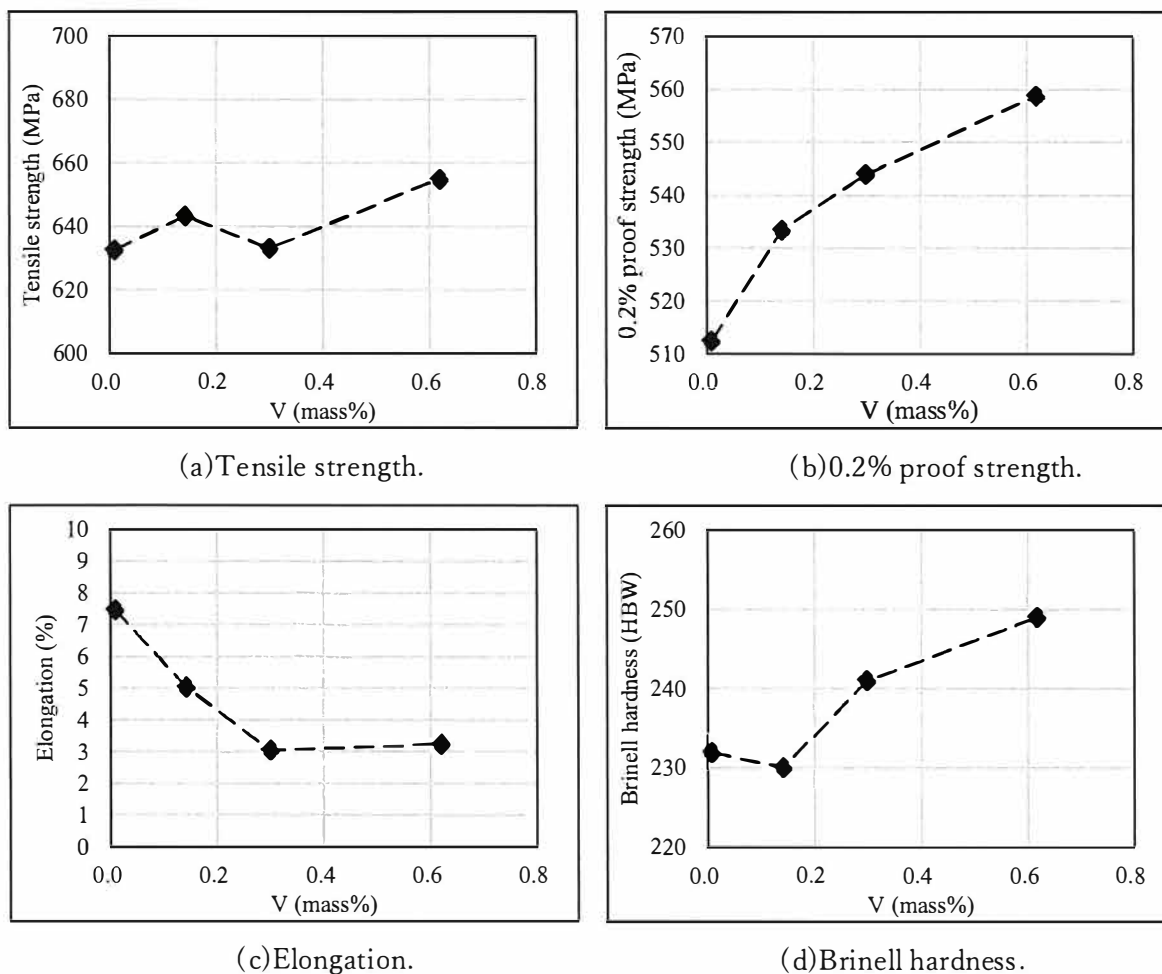 700
680
660
640
620
600
Tensile strength (MPa)
0.0 0.2 0.4 0.6 0.8
V (mass%)
(a)Tensile strength.
570
560
550
540
530
520
510
0.2% proof strength (MPa)
0.0 0.2 0.4 0.6 0.8
V (mass%)
(b)0.2% proof strength.
10
9
8
7
6
5
4
3
2
1
0
Elongation (%)
0.0 0.2 0.4 0.6 0.8
V (mass%)
(c)Elongation.
260
250
240
230
220
Brinell hardness (HBW)
0.0 0.2 0.4 0.6 0.8
V (mass%)
(d)Brinell hardness.